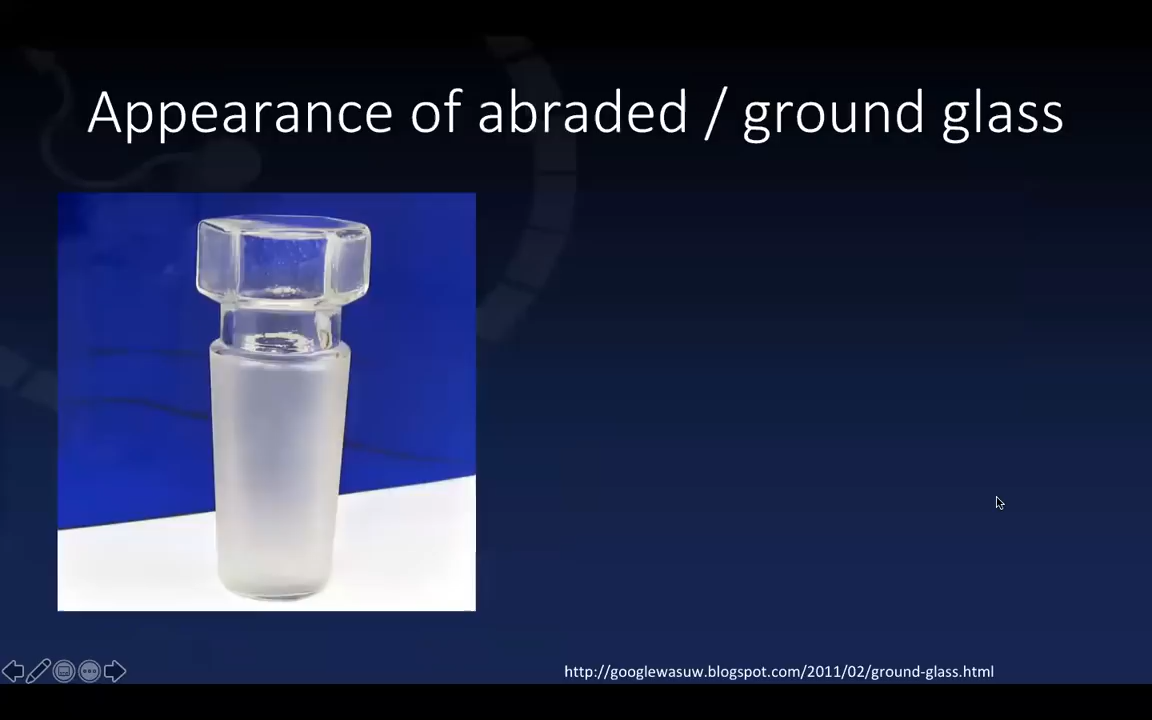 Appearance of abraded / ground glass
http://googlewasuw.blogspot.com/2011/02/ground-glass.html